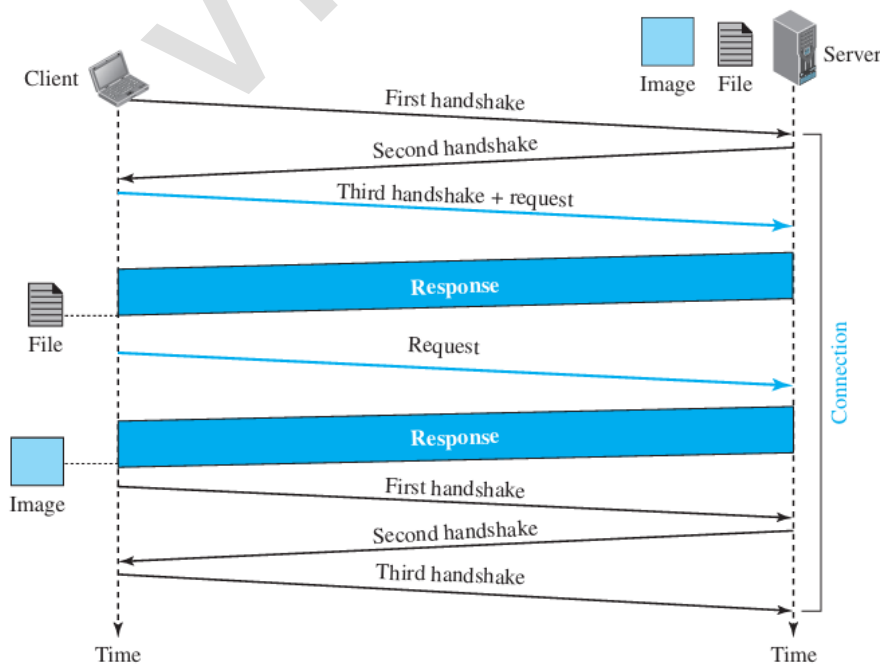 Client
Image
File
Server
First handshake
Second handshake
Third handshake + request
Response
File
Request
Connection
Response
Image
First handshake
Second handshake
Third handshake
Time
Time